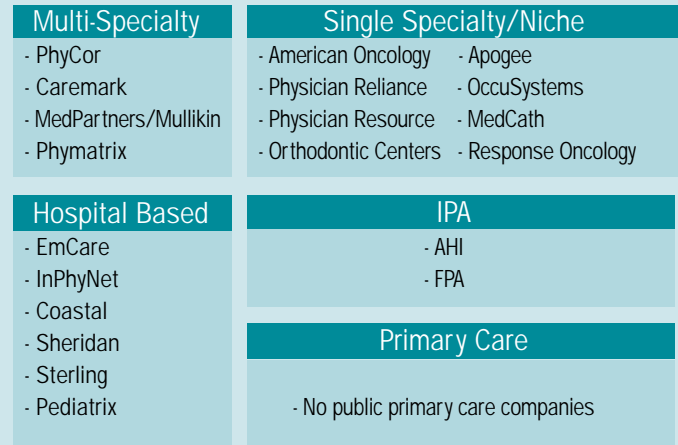 Multi-Specialty
- PhyCor
- Caremark
- MedPartners/Mullikin
- Phymatrix
Single Specialty/Niche
- American Oncology - Apogee
- Physician Reliance - OccuSystems
- Physician Resource - MedCath
- Orthodontic Centers - Response Oncology
Hospital Based
- EmCare
- InPhyNet
- Coastal
- Sheridan
- Sterling
- Pediatrix
IPA
- AHI
- FPA
Primary Care
- No public primary care companies